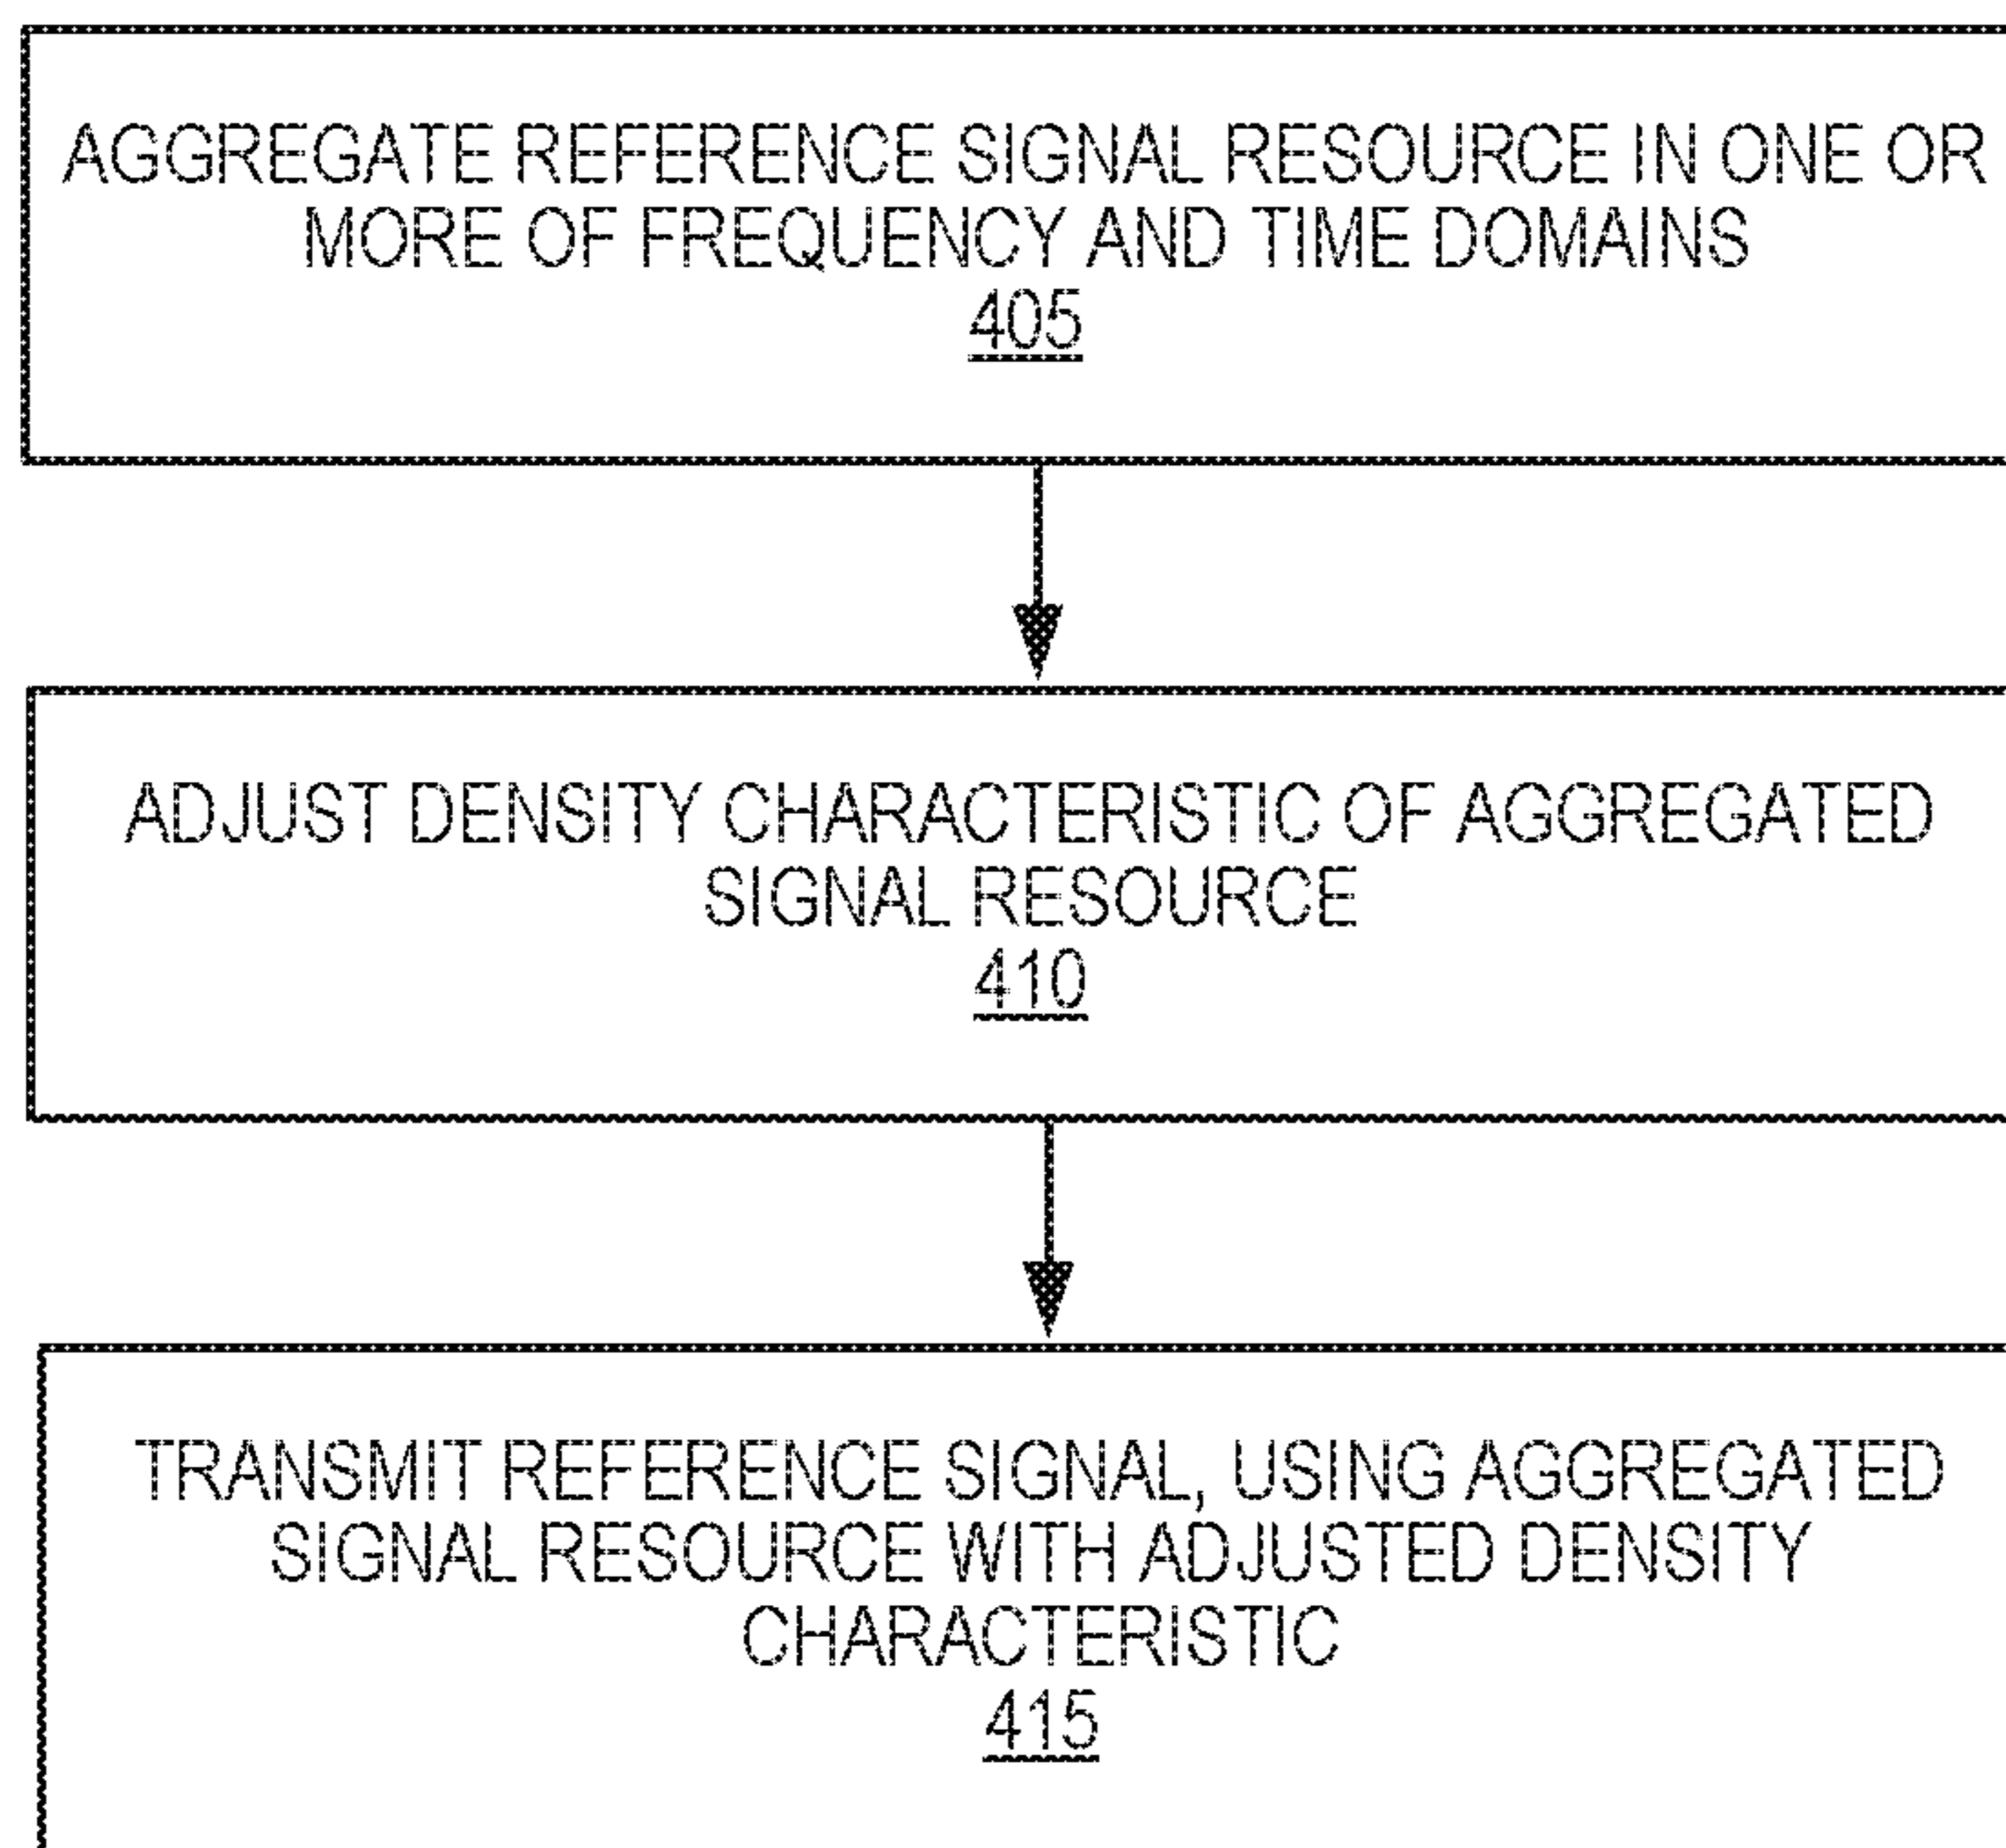 AGGREGATE REFERENCE SIGNAL RESOURCE IN ONE OR
MORE OF FREQUENCY AND TIME DOMAINS
405
ADJUST DENSITY CHARACTERISTIC OF AGGREGATED
SIGNAL RESOURCE
410
TRANSMIT REFERENCE SIGNAL, USING AGGREGATED
SIGNAL RESOURCE WITH ADJUSTED DENSITY
CHARACTERISTIC
415